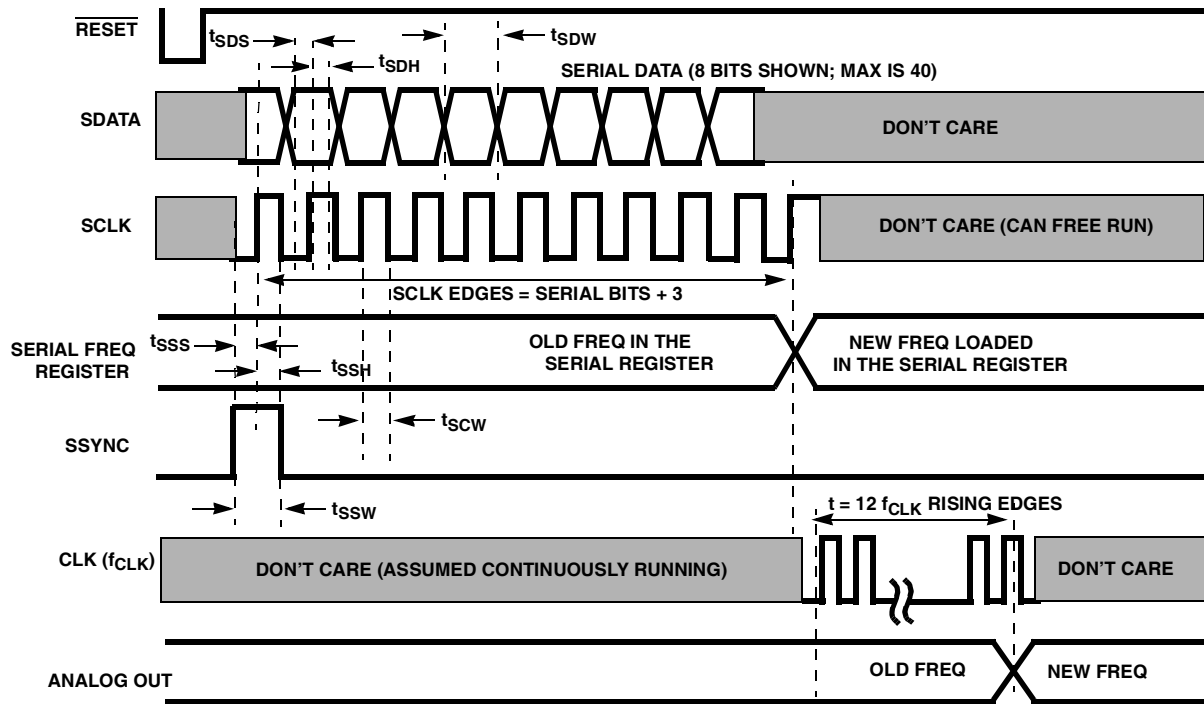 RESET
tSDS
tSDW
tSDH
SERIAL DATA (8 BITS SHOWN; MAX IS 40)
SDATA
DON'T CARE
SCLK
DON'T CARE (CAN FREE RUN)
SCLK EDGES = SERIAL BITS + 3
SERIAL FREQ
REGISTER
tSSS
tSSH
OLD FREQ IN THE
SERIAL REGISTER
NEW FREQ LOADED
IN THE SERIAL REGISTER
tSCW
SSYNC
tSSW
t = 12 fCLK RISING EDGES
CLK (fCLK)
DON'T CARE (ASSUMED CONTINUOUSLY RUNNING)
DON'T CARE
ANALOG OUT
OLD FREQ
NEW FREQ